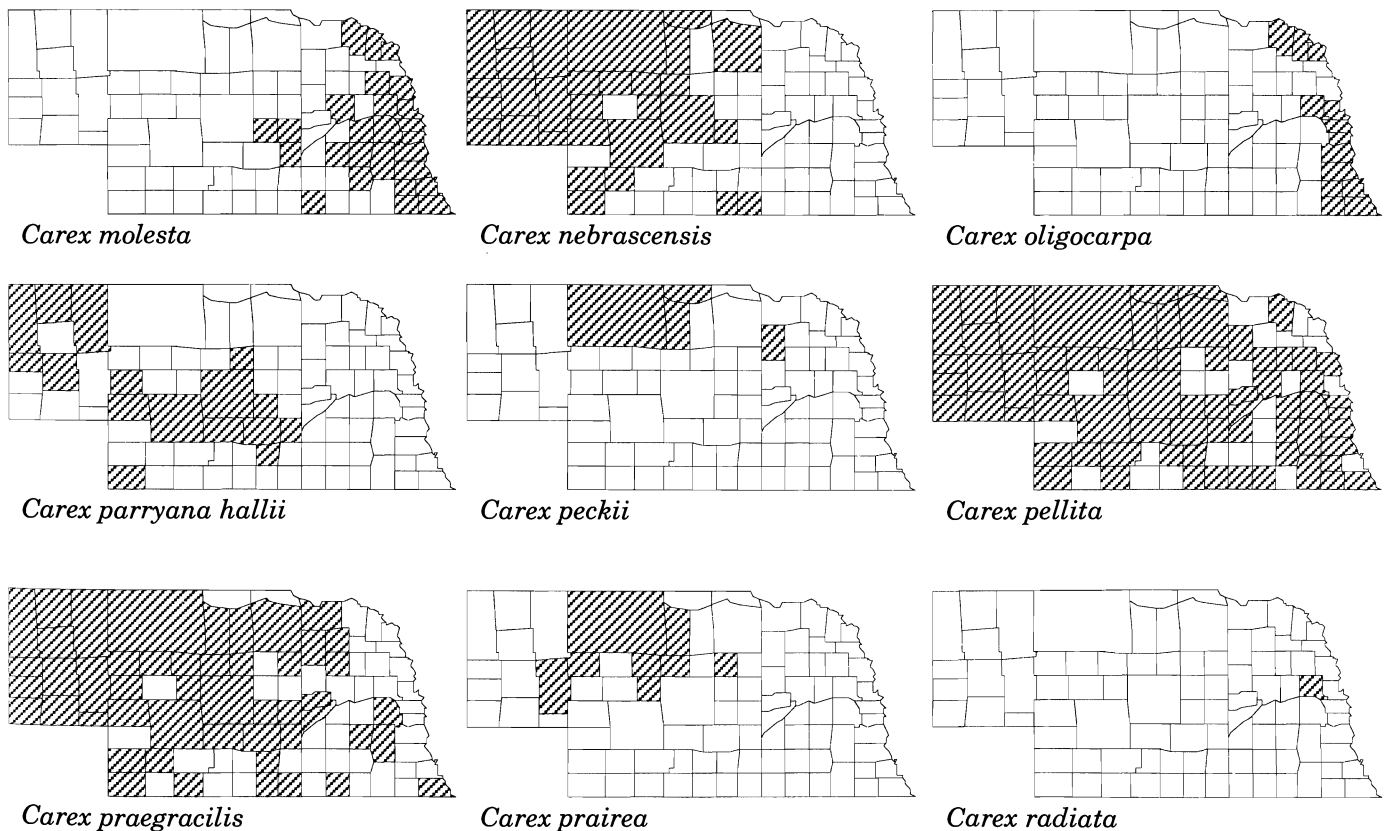 Carex molesta
Carex nebrascensis
Carex oligocarpa
Carex parryana hallii
Carex peckii
Carex pellita
Carex praegracilis
Carex prairea
Carex radiata